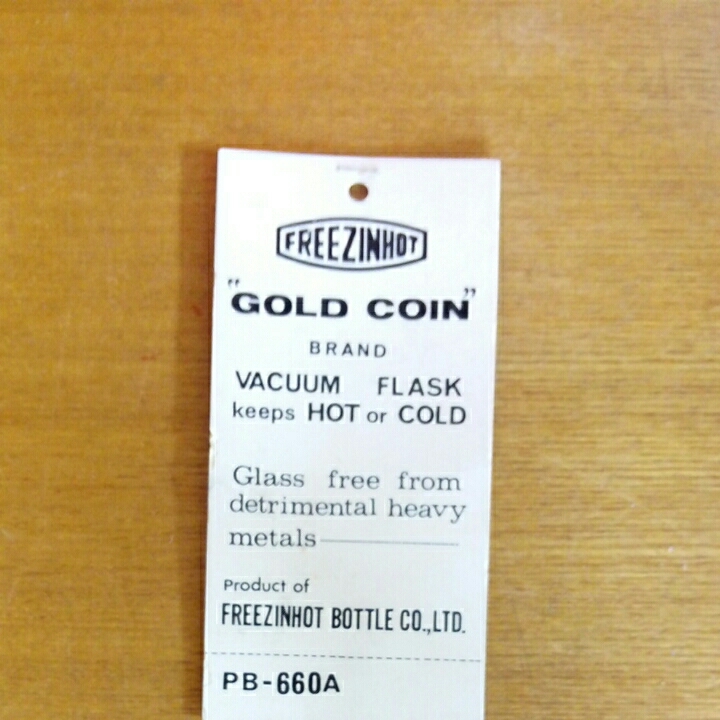 FREEZINHOT
"GOLD COIN"
BRAND
VACUUM FLASK
keeps HOT or COLD
Glass free from
detrimental heavy
metals
Product of
FREEZINHOT BOTTLE CO.,LTD.
PB-660A